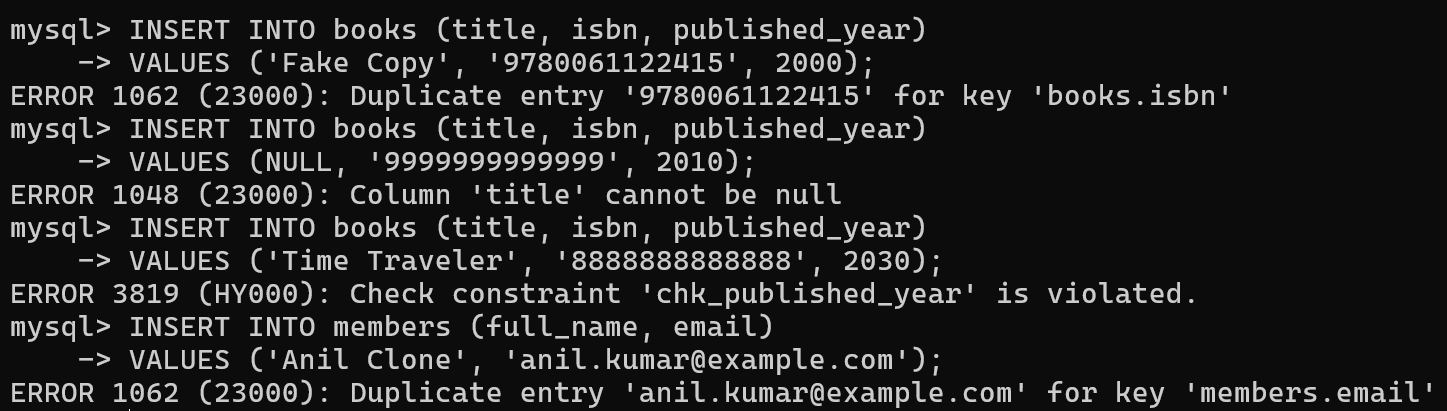 mysql> INSERT INTO books (title, isbn, published_year)
    -> VALUES ('Fake Copy', '9780061122415', 2000);
ERROR 1062 (23000): Duplicate entry '9780061122415' for key 'books.isbn'
mysql> INSERT INTO books (title, isbn, published_year)
    -> VALUES (NULL, '9999999999999', 2010);
ERROR 1048 (23000): Column 'title' cannot be null
mysql> INSERT INTO books (title, isbn, published_year)
    -> VALUES ('Time Traveler', '8888888888888', 2030);
ERROR 3819 (HY000): Check constraint 'chk_published_year' is violated.
mysql> INSERT INTO members (full_name, email)
    -> VALUES ('Anil Clone', 'anil.kumar@example.com');
ERROR 1062 (23000): Duplicate entry 'anil.kumar@example.com' for key 'members.email'